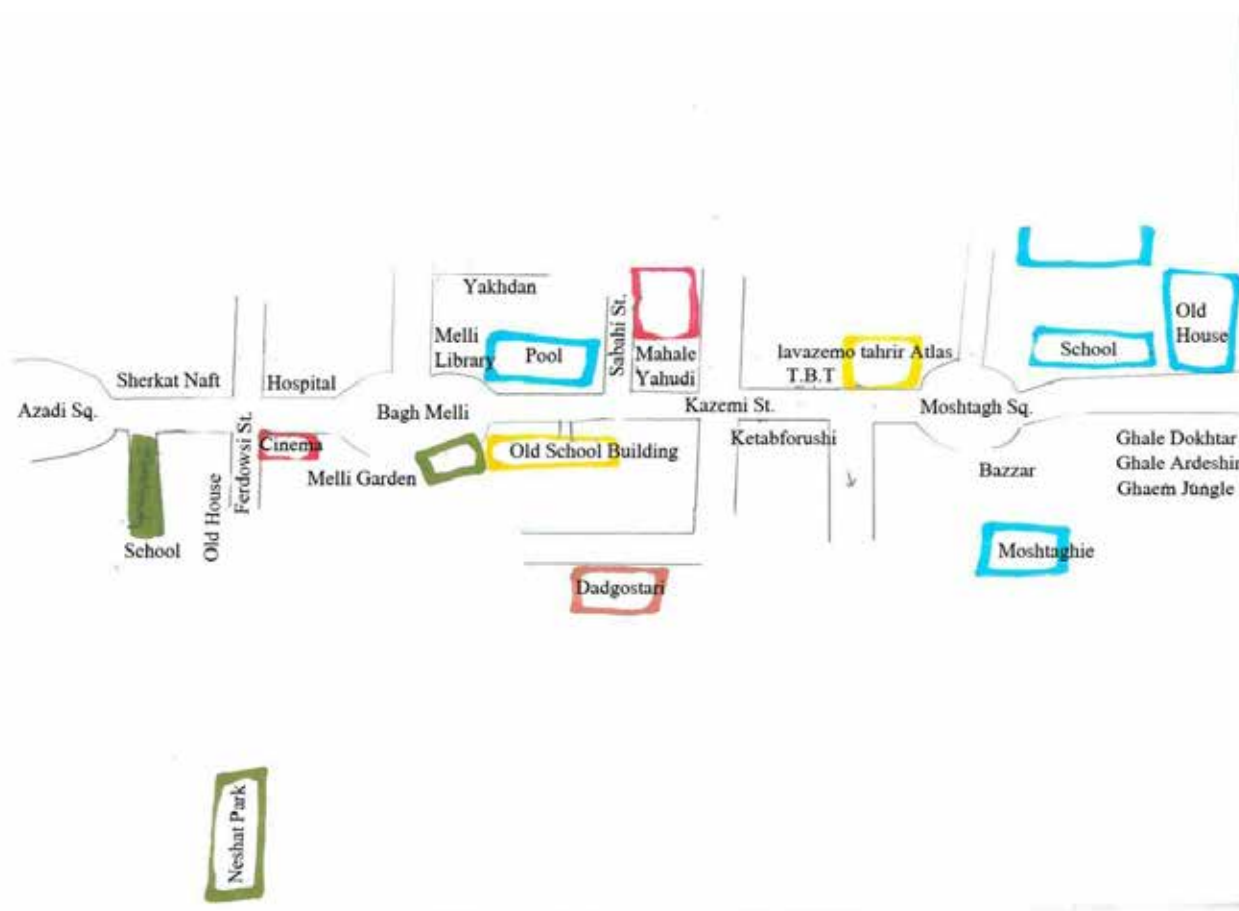 Yakhdan
Melli
Library
Pool
Sabahi St.
Mahale
Yahudi
lavazemo tahrir Atlas
T.B.T
School
Old
House
Sherkat Naft
Hospital
Azadi Sq.
Bagh Melli
Kazemi St.
Moshtagh Sq.
Ferdowsi St.
Cinema
Old School Building
Ketabforushi
Melli Garden
Bazzar
Ghale Dokhtar
Ghale Ardeshir
Ghaem Jungle
School
Old House
Dadgostari
Moshtaghie
Neshat Park